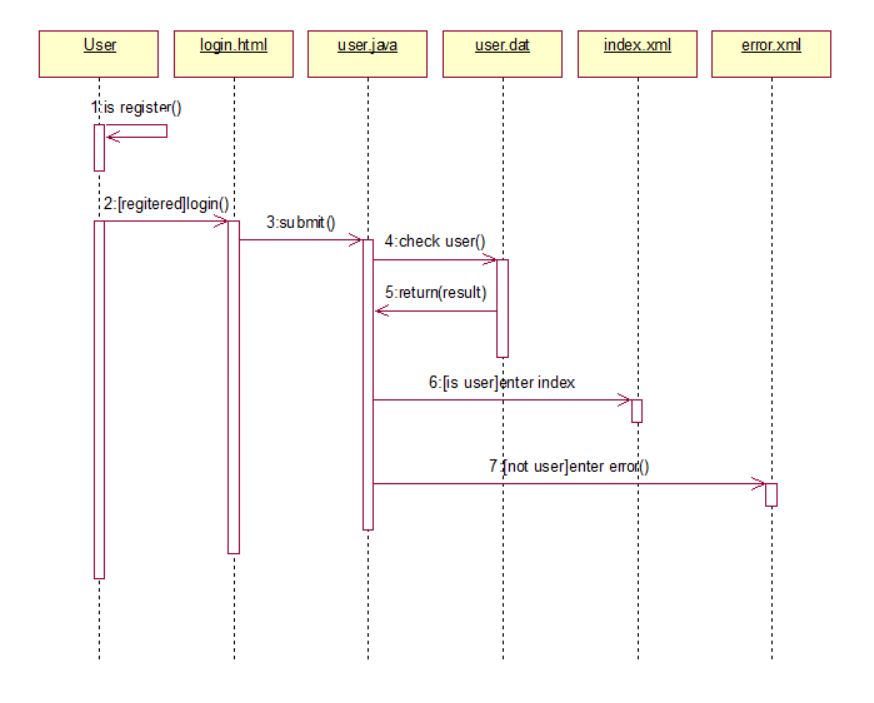 User
login.html
user.java
user.dat
index.xml
error.xml
1:is register()
2:[regitered]login()
3:submit()
4:check user()
5:return(result)
6:[is user]enter index
7:[not user]enter error()